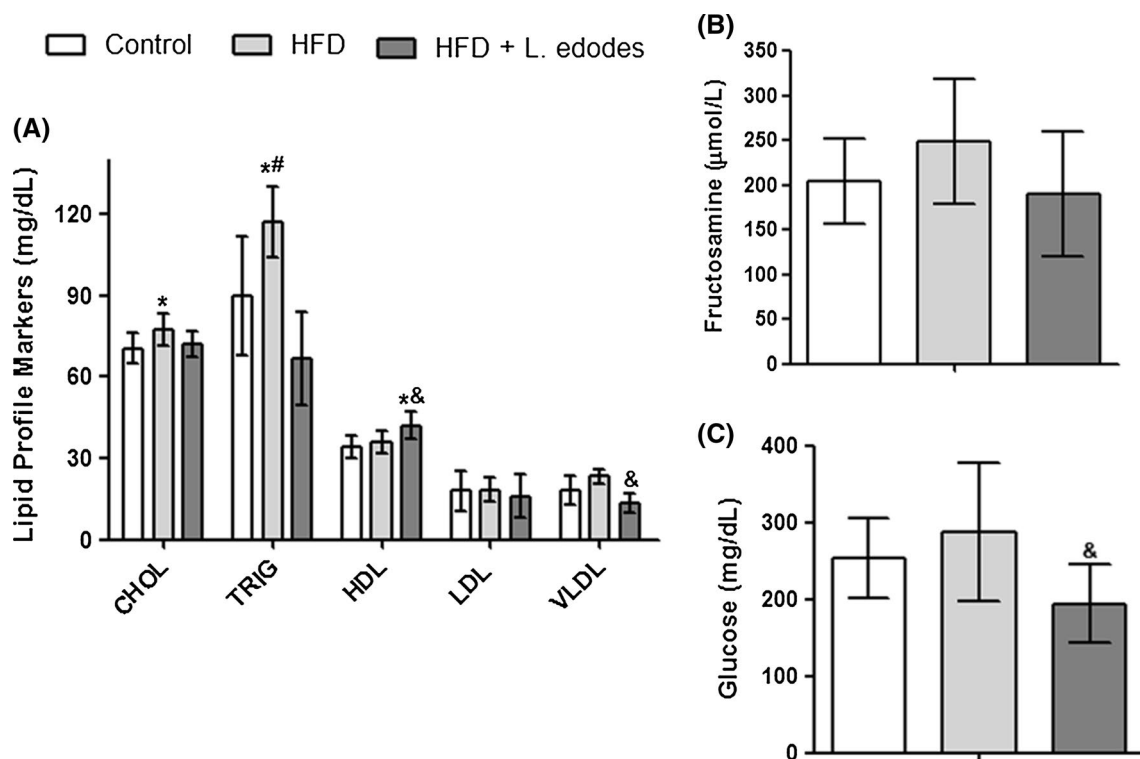 Control HFD HFD + L. edodes
(A)
Lipid Profile Markers (mg/dL)
120
90
60
30
0
*
*#
*&
&
CHOL TRIG HDL LDL VLDL
(B)
Fructosamine (μmol/L)
350
300
250
200
150
100
50
0
(C)
Glucose (mg/dL)
400
300
200
100
0
&